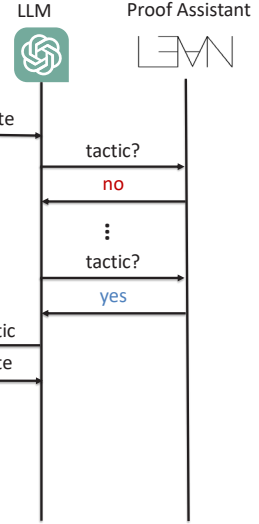 LLM
Proof Assistant
LEAN
te
tactic?
no
tactic?
yes
tic
te